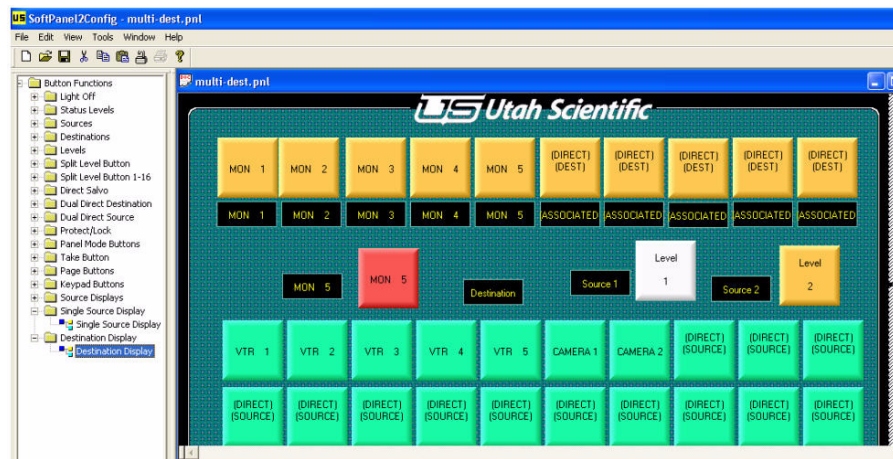 US SoftPanel2Config - multi-dest.pnl
File Edit View Tools Window Help
Button Functions
Light Off
Status Levels
Sources
Destinations
Levels
Split Level Button
Split Level Button 1-16
Direct Salvo
Dual Direct Destination
Dual Direct Source
Protect/Lock
Panel Mode Buttons
Take Button
Page Buttons
Keypad Buttons
Source Displays
Single Source Display
Single Source Display
Destination Display
Destination Display
multi-dest.pnl
US Utah Scientific
MON 1 MON 2 MON 3 MON 4 MON 5 (DIRECT) (DIRECT) (DIRECT) (DIRECT) (DIRECT)
(DEST) (DEST) (DEST) (DEST) (DEST)
MON 1 MON 2 MON 3 MON 4 MON 5 ASSOCIATED ASSOCIATED ASSOCIATED ASSOCIATED ASSOCIATED
MON 5 MON 5 Destination Source 1 Level 1 Source 2 Level 2
VTR 1 VTR 2 VTR 3 VTR 4 VTR 5 CAMERA 1 CAMERA 2 (DIRECT) (DIRECT) (DIRECT)
(SOURCE) (SOURCE) (SOURCE)
(DIRECT) (DIRECT) (DIRECT) (DIRECT) (DIRECT) (DIRECT) (DIRECT) (DIRECT) (DIRECT) (DIRECT)
(SOURCE) (SOURCE) (SOURCE) (SOURCE) (SOURCE) (SOURCE) (SOURCE) (SOURCE) (SOURCE) (SOURCE)